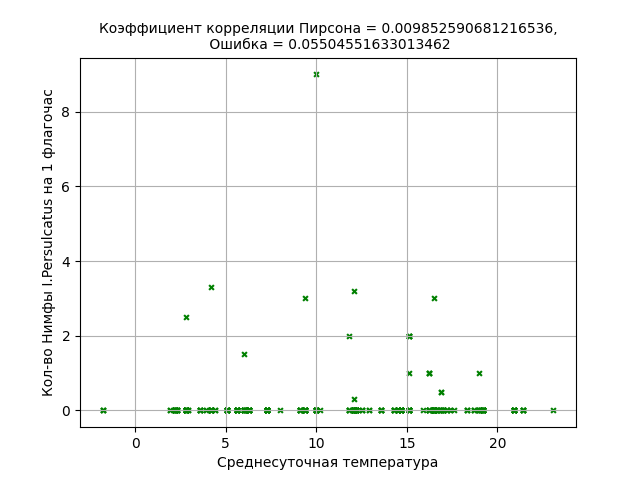 Коэффициент корреляции Пирсона = 0.009852590681216536,
Ошибка = 0.05504551633013462
Кол-во Нимфы I.Persulcatus на 1 флагочас
8
6
4
2
0
0 5 10 15 20
Среднесуточная температура